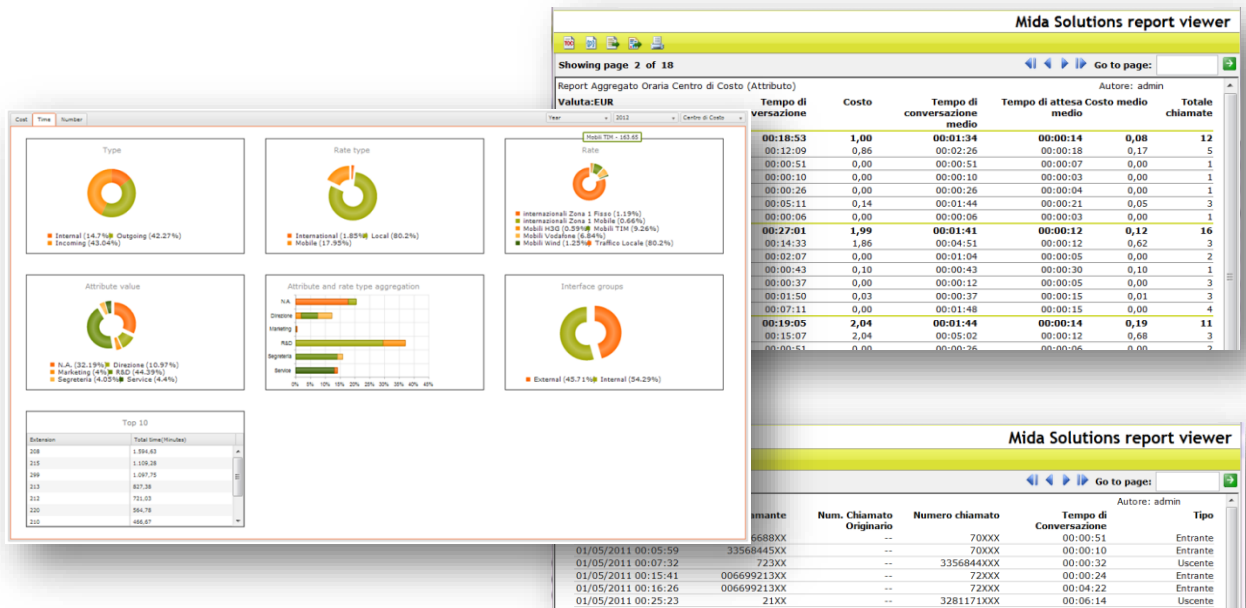 Mida Solutions report viewer
Showing page 2 of 18
Go to page:
Report Aggregato Oraria Centro di Costo (Attributo)
Autore: admin
Valuta:EUR
Tempo di
Costo
Tempo di
Tempo di attesa
Costo medio
Totale
versazione
conversazione
medio
chiamate
medio
00:18:53 1,00 00:01:34 00:00:14 0,08 12
00:12:09 0,86 00:02:26 00:00:18 0,17 5
00:00:51 0,00 00:00:51 00:00:07 0,00 1
00:00:10 0,00 00:00:10 00:00:03 0,00 1
00:00:26 0,00 00:00:26 00:00:04 0,00 1
00:05:11 0,14 00:01:44 00:00:21 0,05 3
00:00:06 0,00 00:00:06 00:00:03 0,00 1
00:27:01 1,99 00:01:41 00:00:12 0,12 16
00:14:33 1,86 00:04:51 00:00:12 0,62 3
00:02:07 0,00 00:01:04 00:00:05 0,00 2
00:00:43 0,10 00:00:43 00:00:30 0,10 1
00:00:37 0,00 00:00:12 00:00:05 0,00 3
00:01:50 0,03 00:00:37 00:00:15 0,01 3
00:07:11 0,00 00:01:48 00:00:15 0,00 4
00:19:05 2,04 00:01:44 00:00:14 0,19 11
00:15:07 2,04 00:05:02 00:00:12 0,68 3
00:00:51 0,00 00:00:26 00:00:06 0,00 2
Cost Time Number
Year 2012 Centro di Costo
Type
Internal (14.7%) Outgoing (42.27%)
Incoming (43.04%)
Rate type
International (1.85%) Local (80.2%)
Mobile (17.95%)
Mobili TIM - 163.65
Rate
internazionali Zona 1 Fisso (1.19%)
internazionali Zona 1 Mobile (0.66%)
Mobili H3G (0.59%) Mobili TIM (9.26%)
Mobili Vodafone (6.84%)
Mobili Wind (1.25%) Traffico Locale (80.2%)
Attribute value
N.A. (32.19%) Direzione (10.97%)
Marketing (4%) R&D (44.39%)
Segreteria (4.05%) Service (4.4%)
Attribute and rate type aggregation
N.A.
Direzione
Marketing
R&D
Segreteria
Service
0% 5% 10% 15% 20% 25% 30% 35% 40% 45%
Interface groups
External (45.71%) Internal (54.29%)
Top 10
Extension Total time(Minutes)
208 1.594,63
215 1.109,28
299 1.097,75
213 827,38
212 721,03
220 564,78
210 466,67
Mida Solutions report viewer
Go to page:
Autore: admin
amante
Num. Chiamato
Numero chiamato
Tempo di
Tipo
Originario
Conversazione
6688XX -- 70XXX 00:00:51 Entrante
01/05/2011 00:05:59 33568445XX -- 70XXX 00:00:10 Entrante
01/05/2011 00:07:32 723XX -- 3356844XXX 00:00:32 Uscente
01/05/2011 00:15:41 006699213XX -- 72XXX 00:00:24 Entrante
01/05/2011 00:16:26 006699213XX -- 72XXX 00:04:22 Entrante
01/05/2011 00:25:23 21XX -- 3281171XXX 00:06:14 Uscente